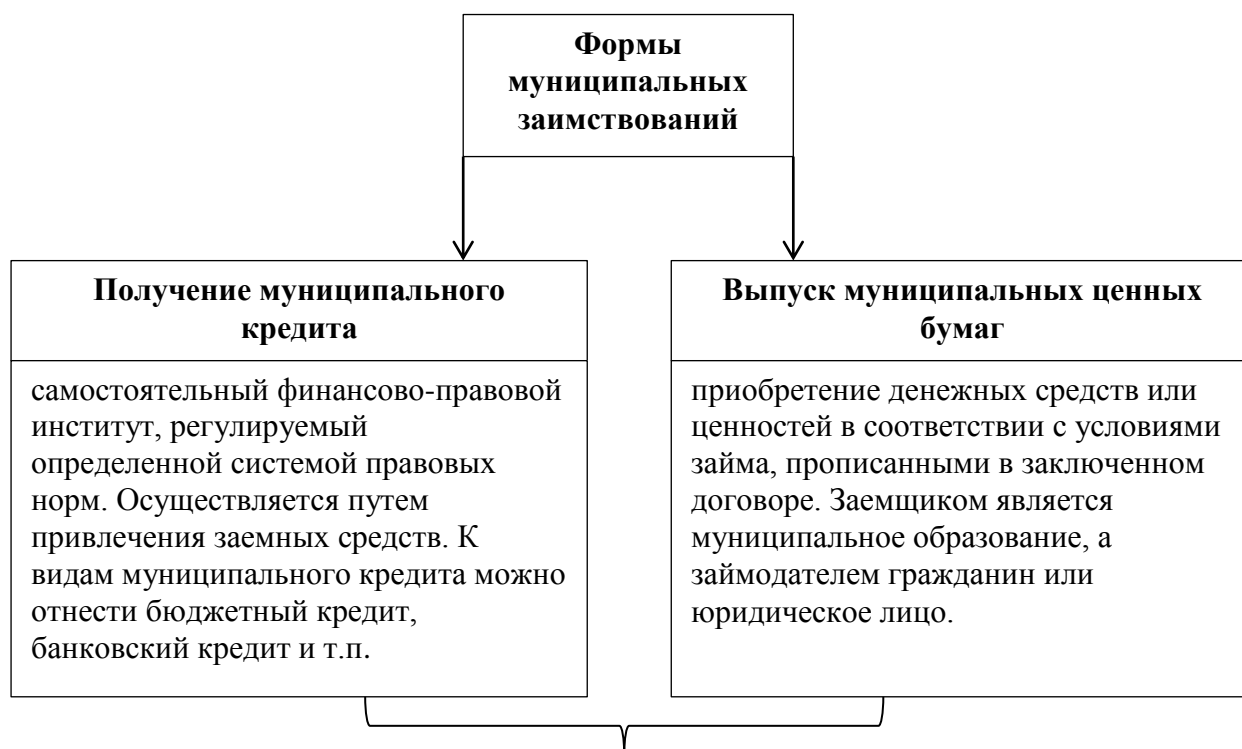 Формы
муниципальных
заимствований
Получение муниципального
кредита
самостоятельный финансово-правовой
институт, регулируемый
определенной системой правовых
норм. Осуществляется путем
привлечения заемных средств. К
видам муниципального кредита можно
отнести бюджетный кредит,
банковский кредит и т.п.
Выпуск муниципальных ценных
бумаг
приобретение денежных средств или
ценностей в соответствии с условиями
займа, прописанными в заключенном
договоре. Заемщиком является
муниципальное образование, а
займодателем гражданин или
юридическое лицо.